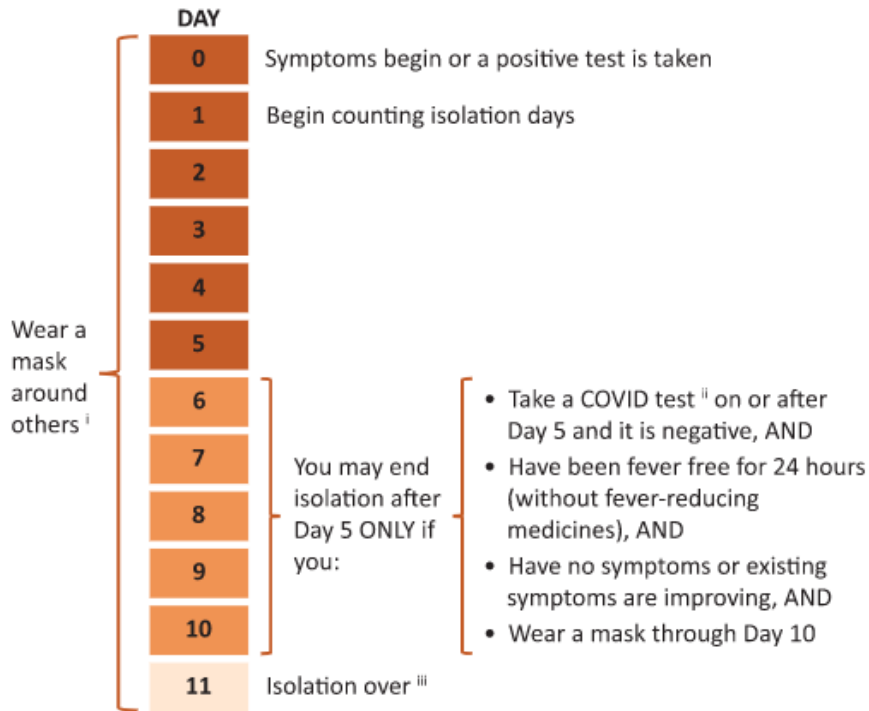 DAY
0 Symptoms begin or a positive test is taken
1 Begin counting isolation days
2
3
4
5
Wear a
mask
around
others ⁱ
6
7
8
9
10
You may end
isolation after
Day 5 ONLY if
you:
• Take a COVID test ⁱⁱ on or after
Day 5 and it is negative, AND
• Have been fever free for 24 hours
(without fever-reducing
medicines), AND
• Have no symptoms or existing
symptoms are improving, AND
• Wear a mask through Day 10
11 Isolation over ⁱⁱⁱ